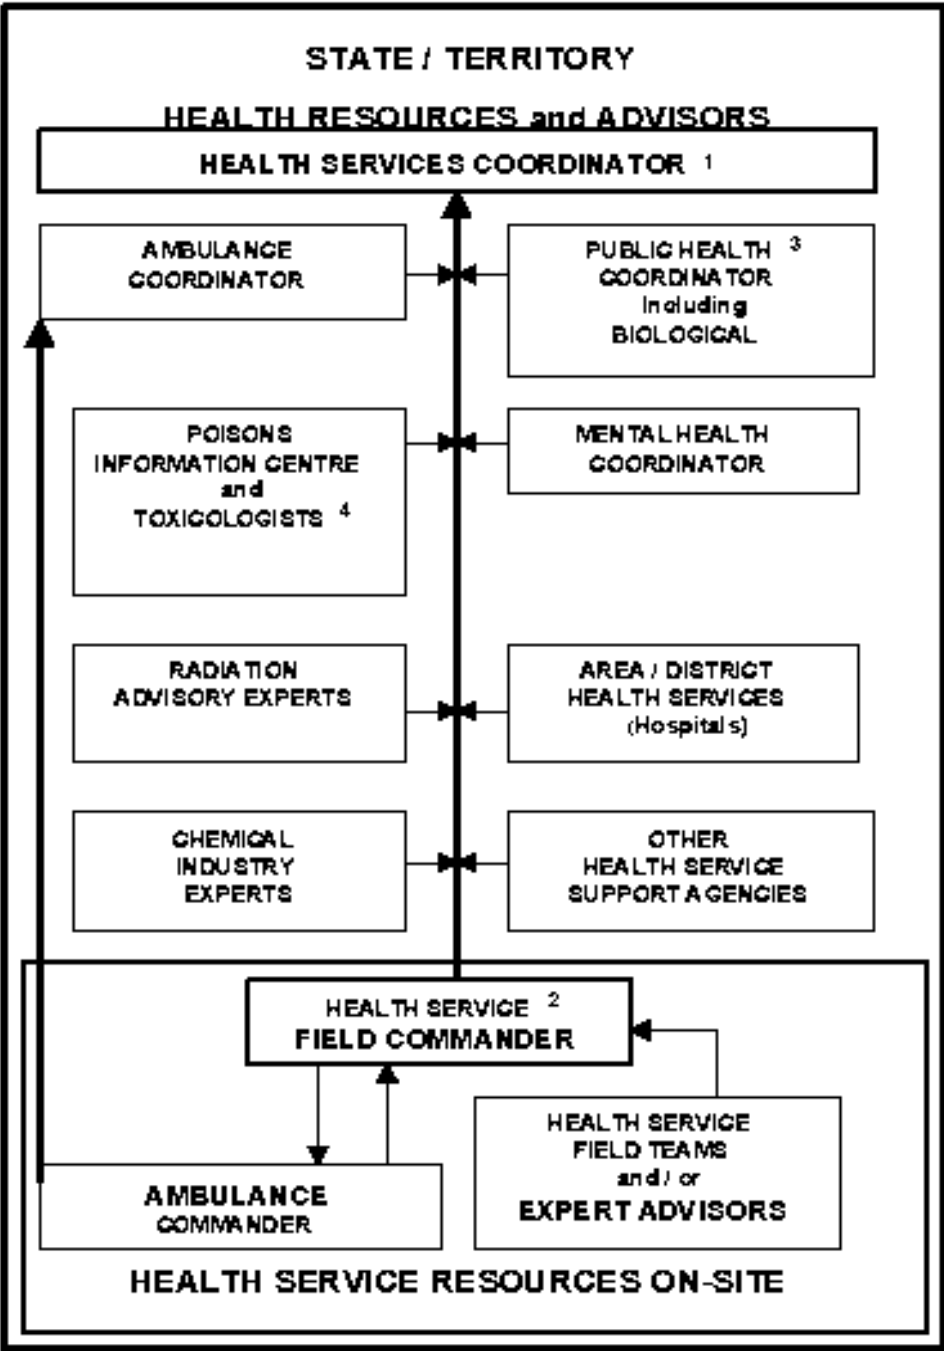 STATE / TERRITORY
HEALTH RESOURCES and ADVISORS
HEALTH SERVICES COORDINATOR 1
AMBULANCE
COORDINATOR
PUBLIC HEALTH 3
COORDINATOR
Including
BIOLOGICAL
POISONS
INFORMATION CENTRE
and
TOXICOLOGISTS 4
MENTAL HEALTH
COORDINATOR
RADIATION
ADVISORY EXPERTS
AREA / DISTRICT
HEALTH SERVICES
(Hospitals)
CHEMICAL
INDUSTRY
EXPERTS
OTHER
HEALTH SERVICE
SUPPORT AGENCIES
HEALTH SERVICE 2
FIELD COMMANDER
HEALTH SERVICE
FIELD TEAMS
and / or
EXPERT ADVISORS
AMBULANCE
COMMANDER
HEALTH SERVICE RESOURCES ON-SITE